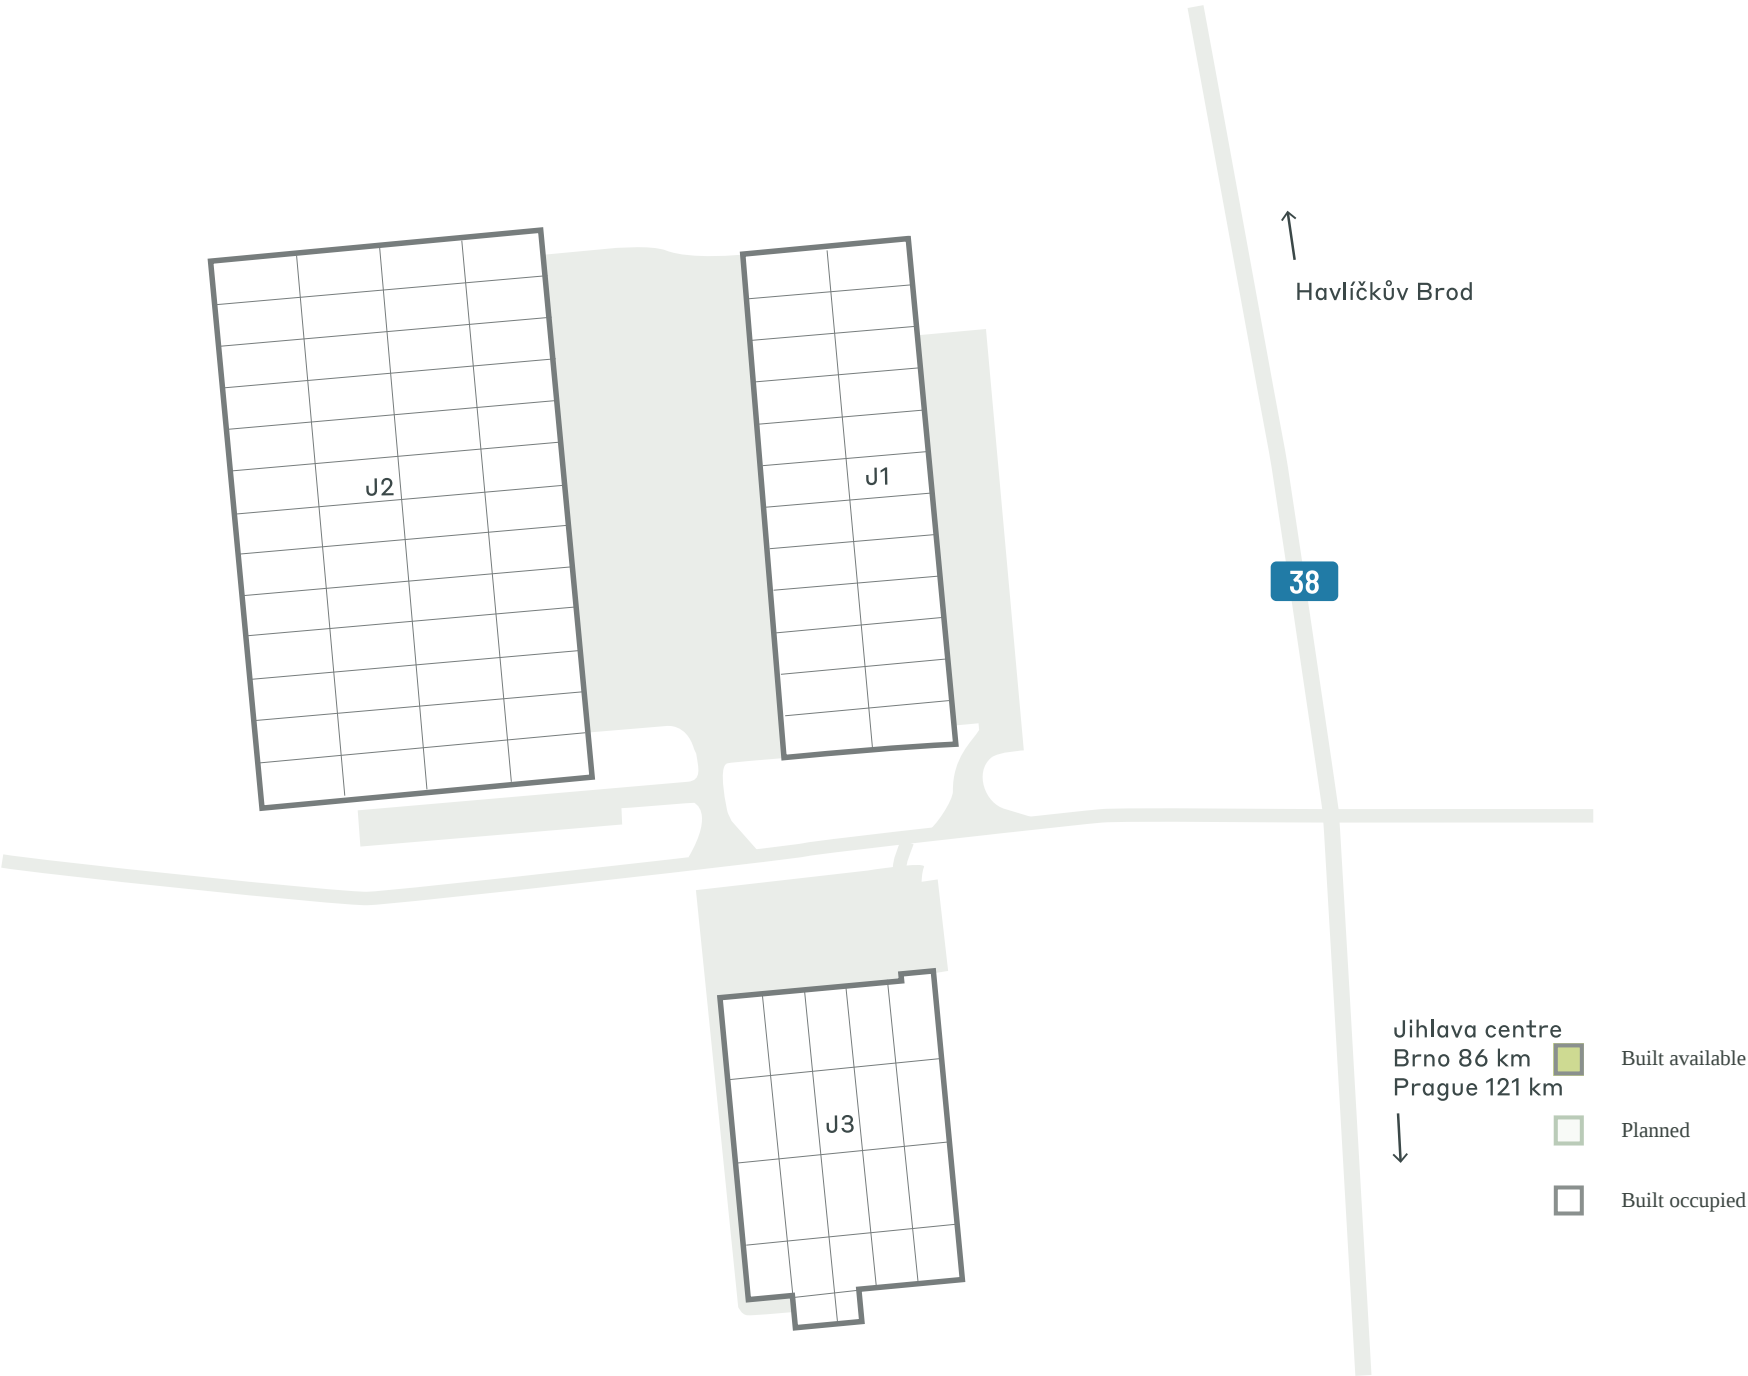 Havlíčkův Brod
J1
J2
38
Jihlava centre
Brno 86 km
Prague 121 km
Built available
Planned
Built occupied
J3